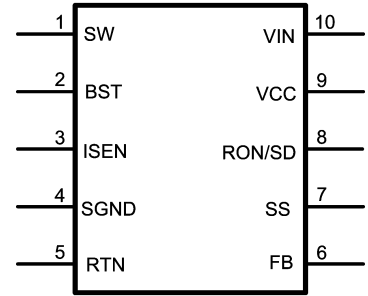 1 SW VIN 10
2 BST VCC 9
3 ISEN RON/SD 8
4 SGND SS 7
5 RTN FB 6